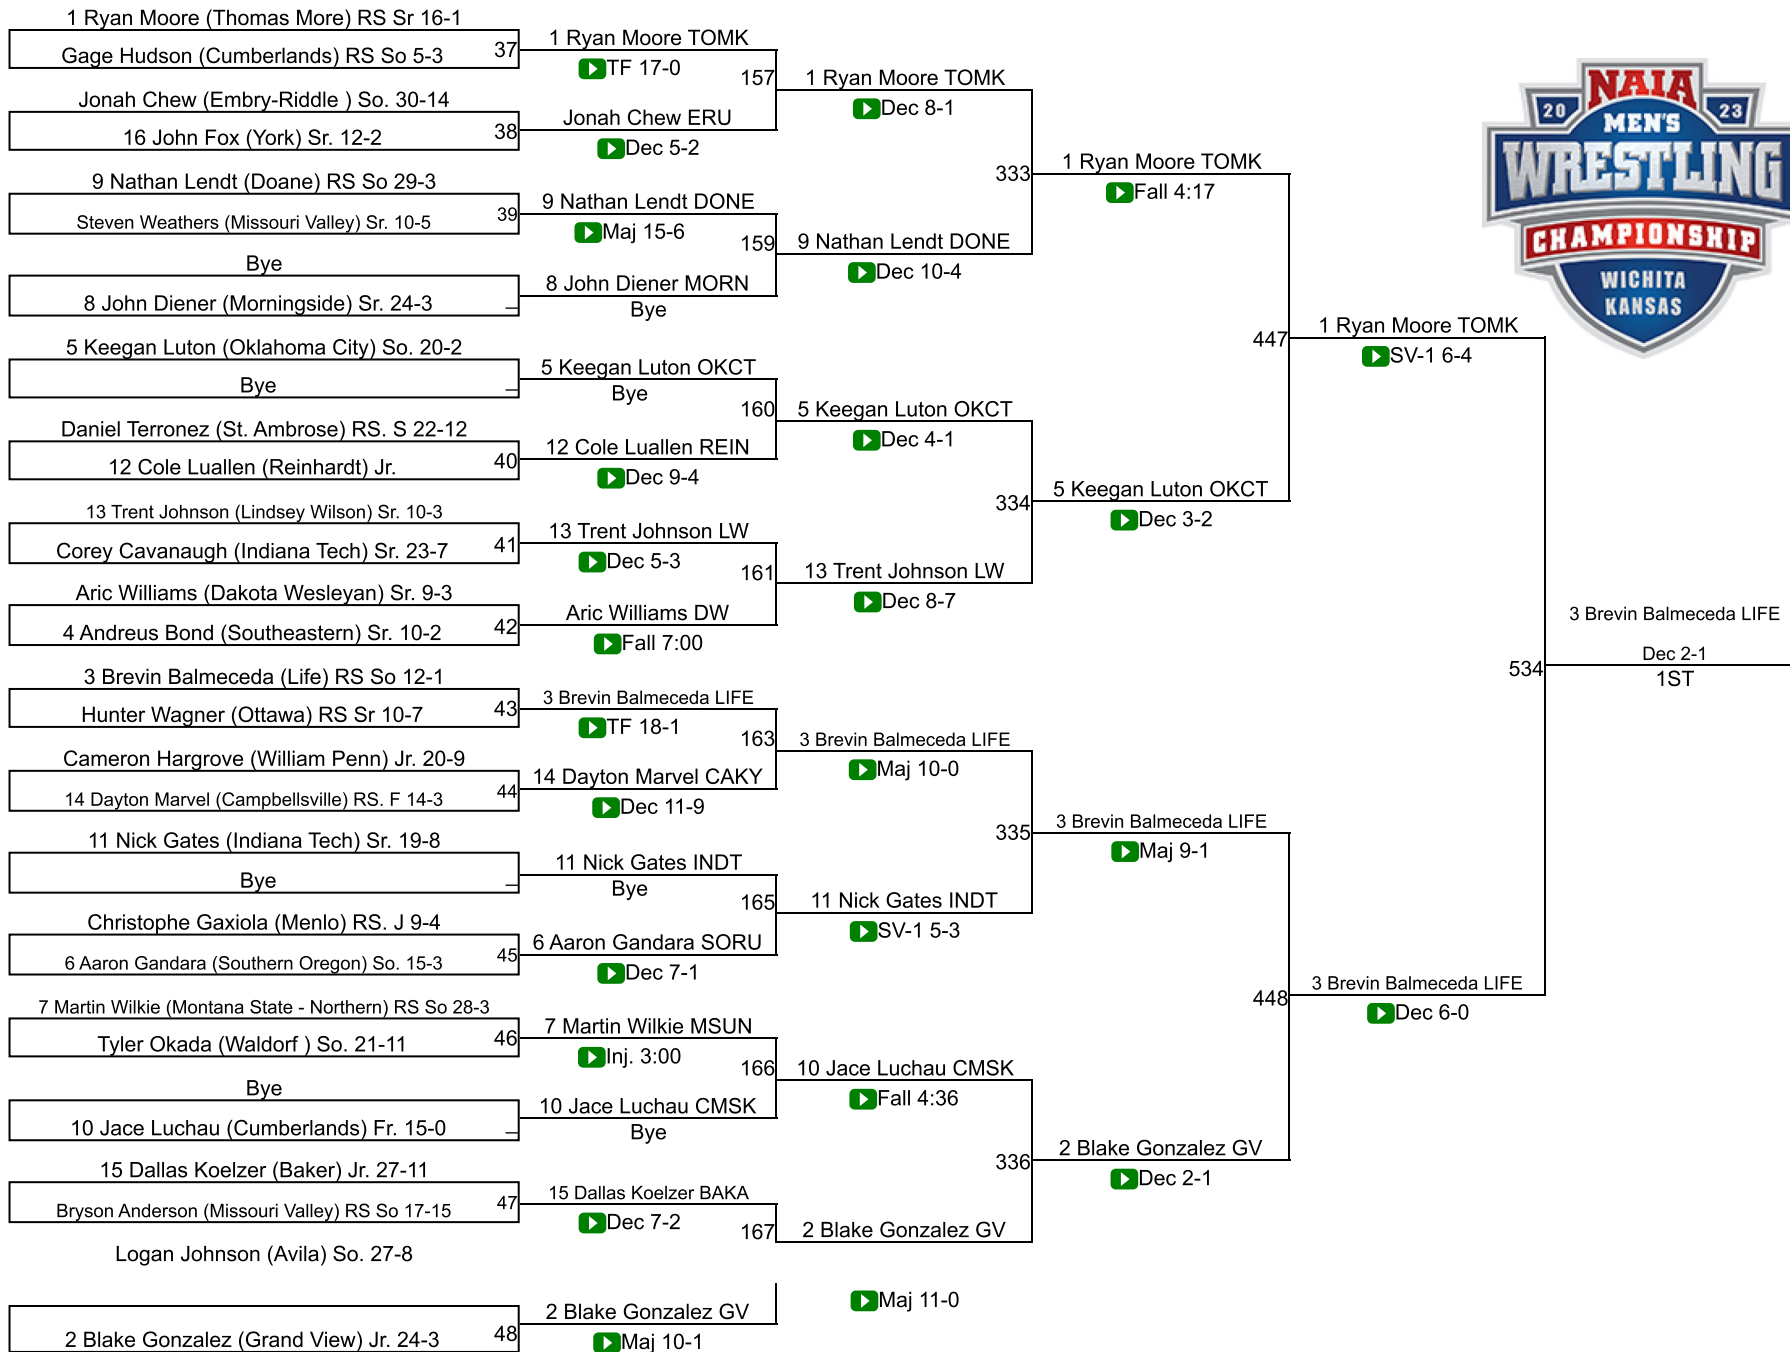 1 Ryan Moore (Thomas More) RS Sr 16-1
Gage Hudson (Cumberlands) RS So 5-3
37
Jonah Chew (Embry-Riddle ) So. 30-14
16 John Fox (York) Sr. 12-2
38
9 Nathan Lendt (Doane) RS So 29-3
Steven Weathers (Missouri Valley) Sr. 10-5
39
Bye
8 John Diener (Morningside) Sr. 24-3
5 Keegan Luton (Oklahoma City) So. 20-2
Bye
Daniel Terronez (St. Ambrose) RS. S 22-12
12 Cole Luallen (Reinhardt) Jr.
40
13 Trent Johnson (Lindsey Wilson) Sr. 10-3
Corey Cavanaugh (Indiana Tech) Sr. 23-7
41
Aric Williams (Dakota Wesleyan) Sr. 9-3
4 Andreus Bond (Southeastern) Sr. 10-2
42
3 Brevin Balmeceda (Life) RS So 12-1
Hunter Wagner (Ottawa) RS Sr 10-7
43
Cameron Hargrove (William Penn) Jr. 20-9
14 Dayton Marvel (Campbellsville) RS. F 14-3
44
11 Nick Gates (Indiana Tech) Sr. 19-8
Bye
Christophe Gaxiola (Menlo) RS. J 9-4
6 Aaron Gandara (Southern Oregon) So. 15-3
45
7 Martin Wilkie (Montana State - Northern) RS So 28-3
Tyler Okada (Waldorf ) So. 21-11
46
Bye
10 Jace Luchau (Cumberlands) Fr. 15-0
15 Dallas Koelzer (Baker) Jr. 27-11
Bryson Anderson (Missouri Valley) RS So 17-15
47
Logan Johnson (Avila) So. 27-8
2 Blake Gonzalez (Grand View) Jr. 24-3
48
1 Ryan Moore TOMK
TF 17-0
157
Jonah Chew ERU
Dec 5-2
9 Nathan Lendt DONE
Maj 15-6
159
8 John Diener MORN
Bye
5 Keegan Luton OKCT
Bye
160
12 Cole Luallen REIN
Dec 9-4
13 Trent Johnson LW
Dec 5-3
161
Aric Williams DW
Fall 7:00
3 Brevin Balmeceda LIFE
TF 18-1
163
14 Dayton Marvel CAKY
Dec 11-9
11 Nick Gates INDT
Bye
165
6 Aaron Gandara SORU
Dec 7-1
7 Martin Wilkie MSUN
Inj. 3:00
166
10 Jace Luchau CMSK
Bye
15 Dallas Koelzer BAKA
Dec 7-2
167
2 Blake Gonzalez GV
Maj 10-1
1 Ryan Moore TOMK
Dec 8-1
333
9 Nathan Lendt DONE
Dec 10-4
5 Keegan Luton OKCT
Dec 4-1
334
13 Trent Johnson LW
Dec 8-7
3 Brevin Balmeceda LIFE
Maj 10-0
335
11 Nick Gates INDT
SV-1 5-3
10 Jace Luchau CMSK
Fall 4:36
336
2 Blake Gonzalez GV
Maj 11-0
1 Ryan Moore TOMK
Fall 4:17
447
5 Keegan Luton OKCT
Dec 3-2
3 Brevin Balmeceda LIFE
Maj 9-1
448
2 Blake Gonzalez GV
Dec 2-1
1 Ryan Moore TOMK
SV-1 6-4
534
3 Brevin Balmeceda LIFE
Dec 6-0
3 Brevin Balmeceda LIFE
Dec 2-1
1ST
NAIA
20 23
MEN'S
WRESTLING
CHAMPIONSHIP
WICHITA
KANSAS